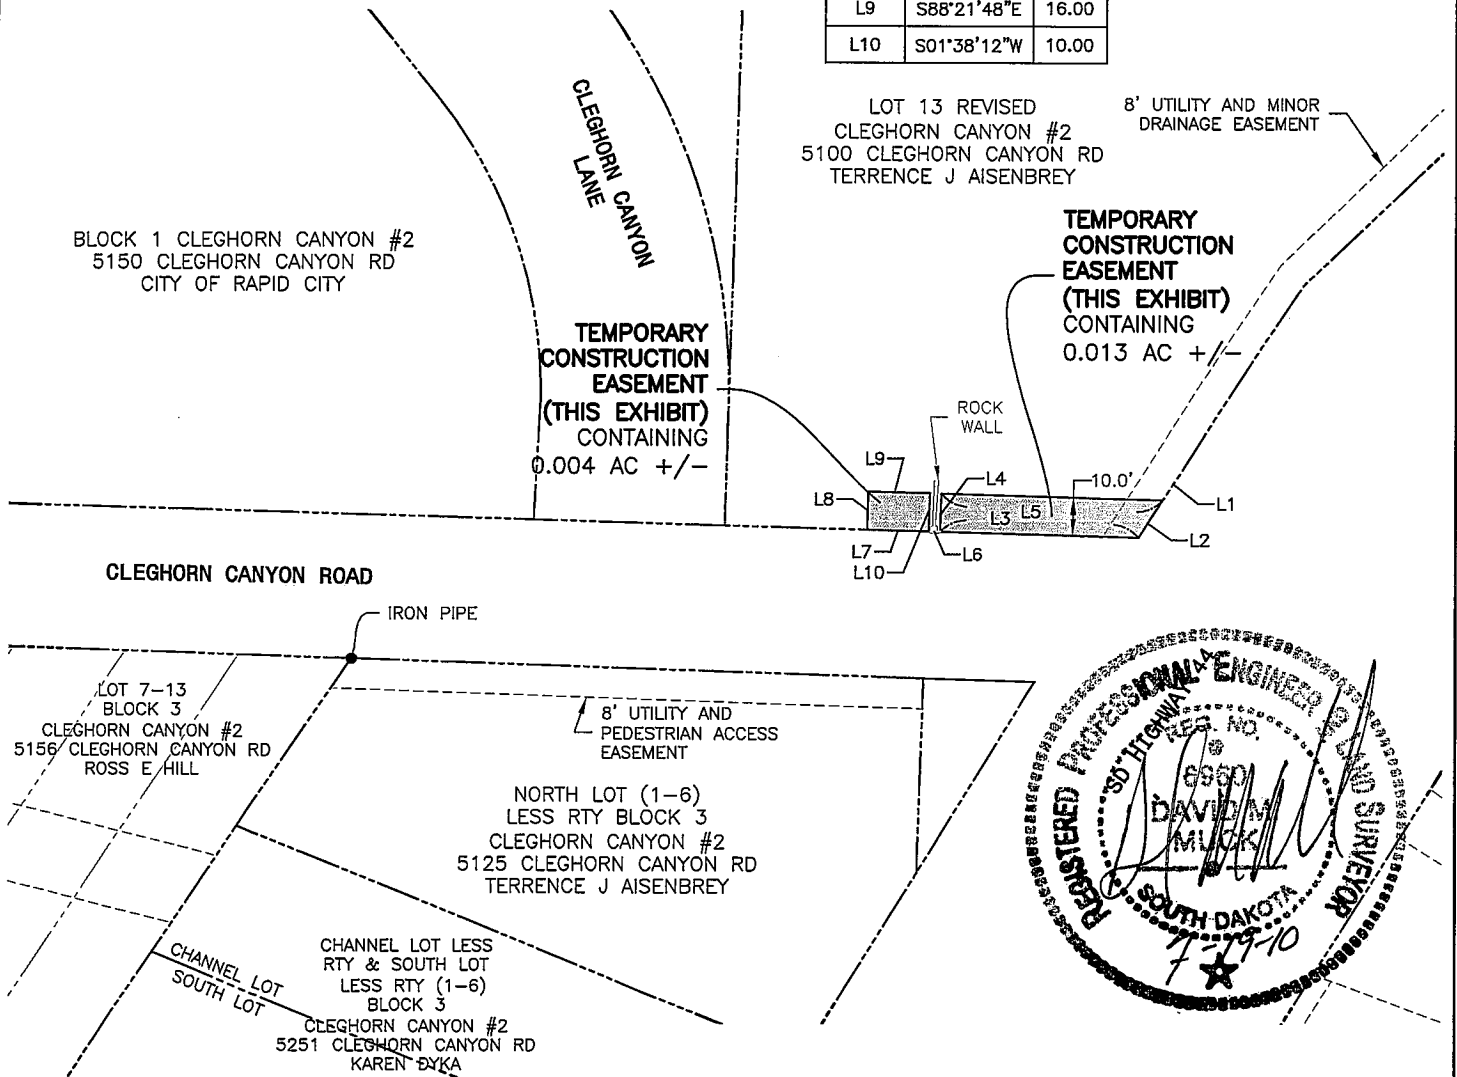 L9 S88°21'48"E 16.00
L10 S01°38'12"W 10.00
CLEGHORN CANYON
LANE
LOT 13 REVISED
CLEGHORN CANYON #2
5100 CLEGHORN CANYON RD
TERRENCE J AISENBREY
8' UTILITY AND MINOR
DRAINAGE EASEMENT
BLOCK 1 CLEGHORN CANYON #2
5150 CLEGHORN CANYON RD
CITY OF RAPID CITY
TEMPORARY
CONSTRUCTION
EASEMENT
(THIS EXHIBIT)
CONTAINING
0.013 AC +/-
TEMPORARY
CONSTRUCTION
EASEMENT
(THIS EXHIBIT)
CONTAINING
0.004 AC +/-
ROCK
WALL
L9
L8
L4
10.0'
L1
L3
L5
L2
L7
L6
L10
CLEGHORN CANYON ROAD
IRON PIPE
LOT 7-13
BLOCK 3
CLEGHORN CANYON #2
5156 CLEGHORN CANYON RD
ROSS E HILL
8' UTILITY AND
PEDESTRIAN ACCESS
EASEMENT
NORTH LOT (1-6)
LESS RTY BLOCK 3
CLEGHORN CANYON #2
5125 CLEGHORN CANYON RD
TERRENCE J AISENBREY
CHANNEL LOT
SOUTH LOT
CHANNEL LOT LESS
RTY & SOUTH LOT
LESS RTY (1-6)
BLOCK 3
CLEGHORN CANYON #2
5251 CLEGHORN CANYON RD
KAREN DYKA
SD HIGHWAY 44
REGISTERED PROFESSIONAL ENGINEER & LAND SURVEYOR
REG. NO.
6960
DAVID M
MUCK
SOUTH DAKOTA
7-19-10